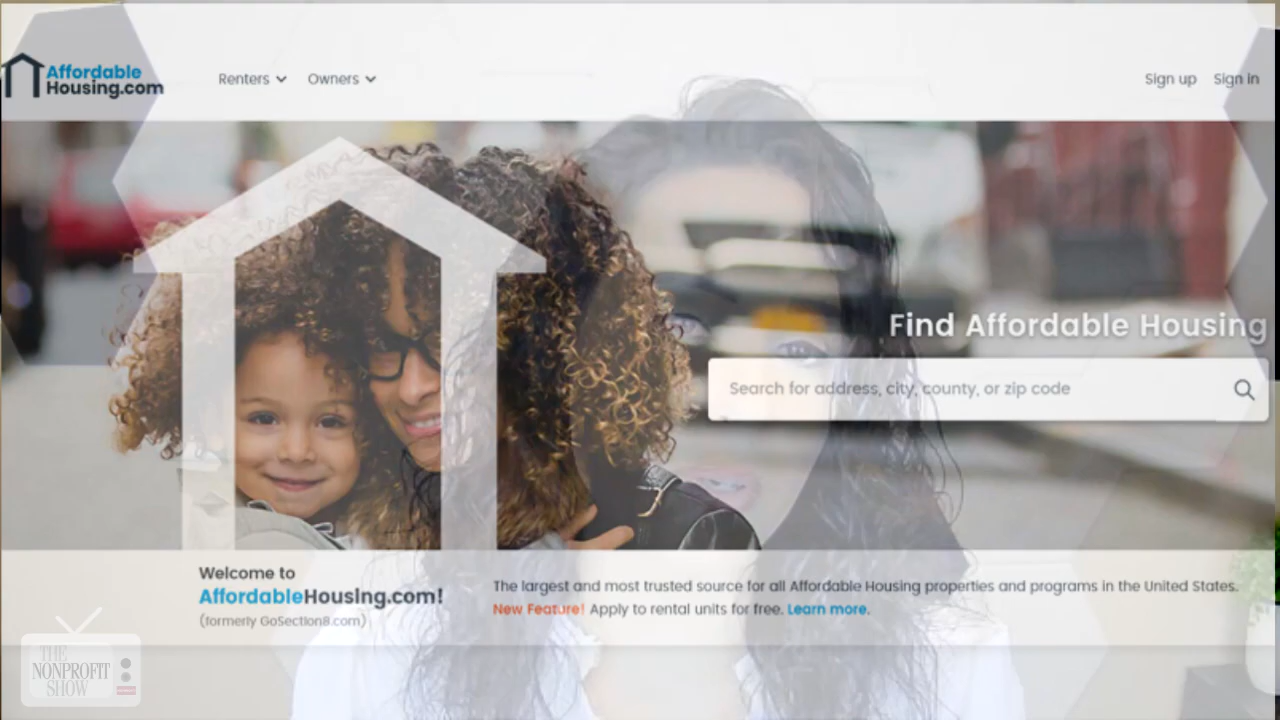 Affordable
Housing.com
Renters
Owners
Sign up
Sign in
Find Affordable Housing
Search for address, city, county, or zip code
Welcome to
AffordableHousing.com!
(formerly GoSection8.com)
The largest and most trusted source for all Affordable Housing properties and programs in the United States.
New Feature! Apply to rental units for free. Learn more.
THE
NONPROFIT
SHOW